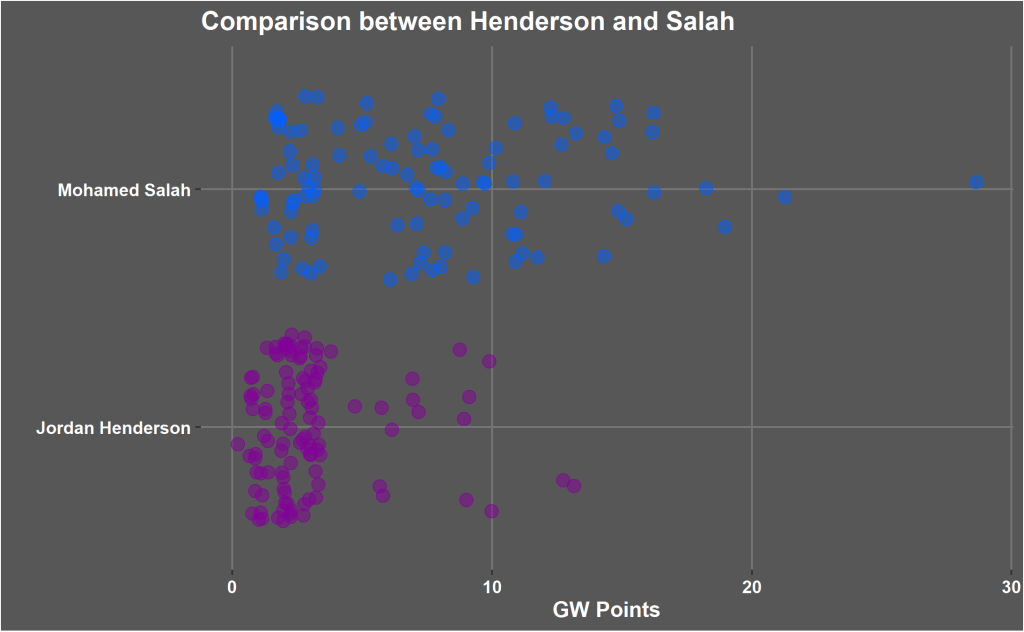 Comparison between Henderson and Salah
Mohamed Salah
Jordan Henderson
0 10 20 30
GW Points